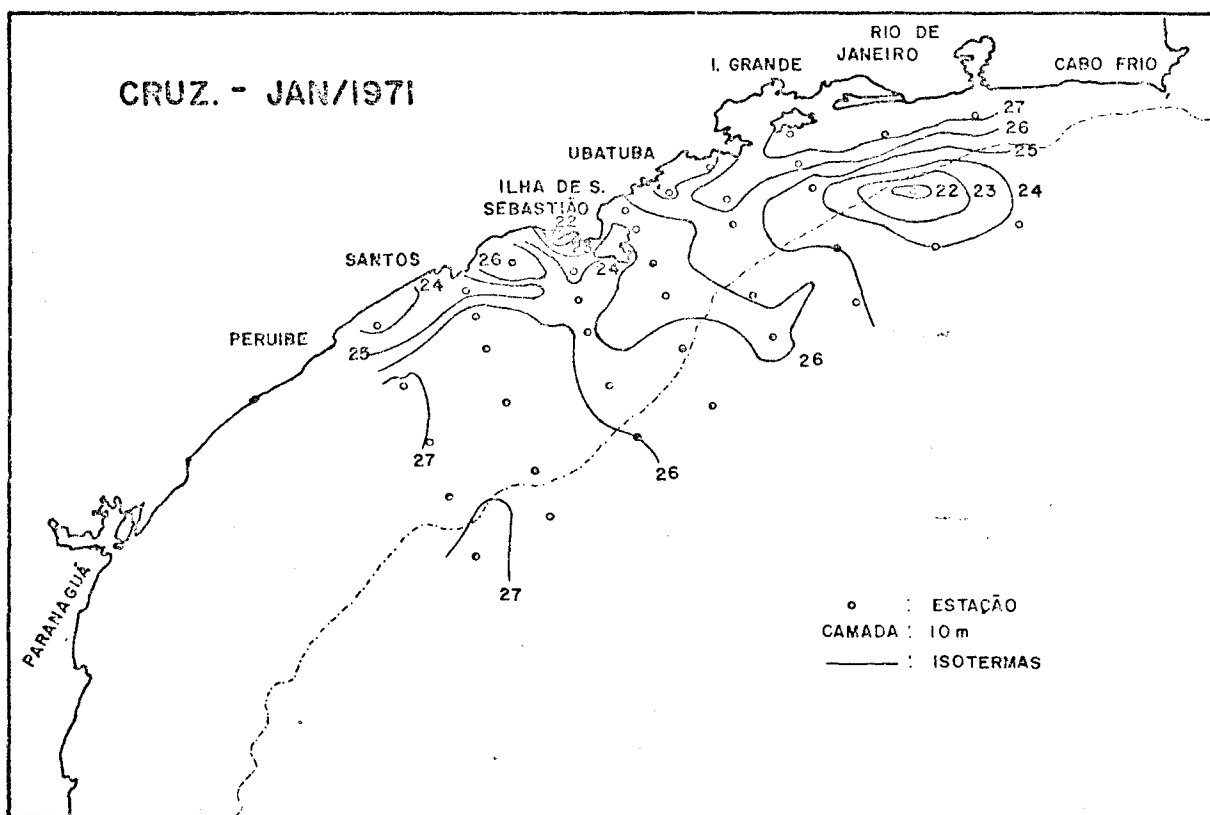 CRUZ. - JAN/1971
RIO DE
JANEIRO
I. GRANDE
CABO FRIO
27
26
25
UBATUBA
22 23 24
ILHA DE S.
SEBASTIÃO
22
23
24
SANTOS
26
24
PERUIBE
25
26
27
26
27
PARANAGUÁ
° : ESTAÇÃO
CAMADA : 10 m
——— : ISOTERMAS